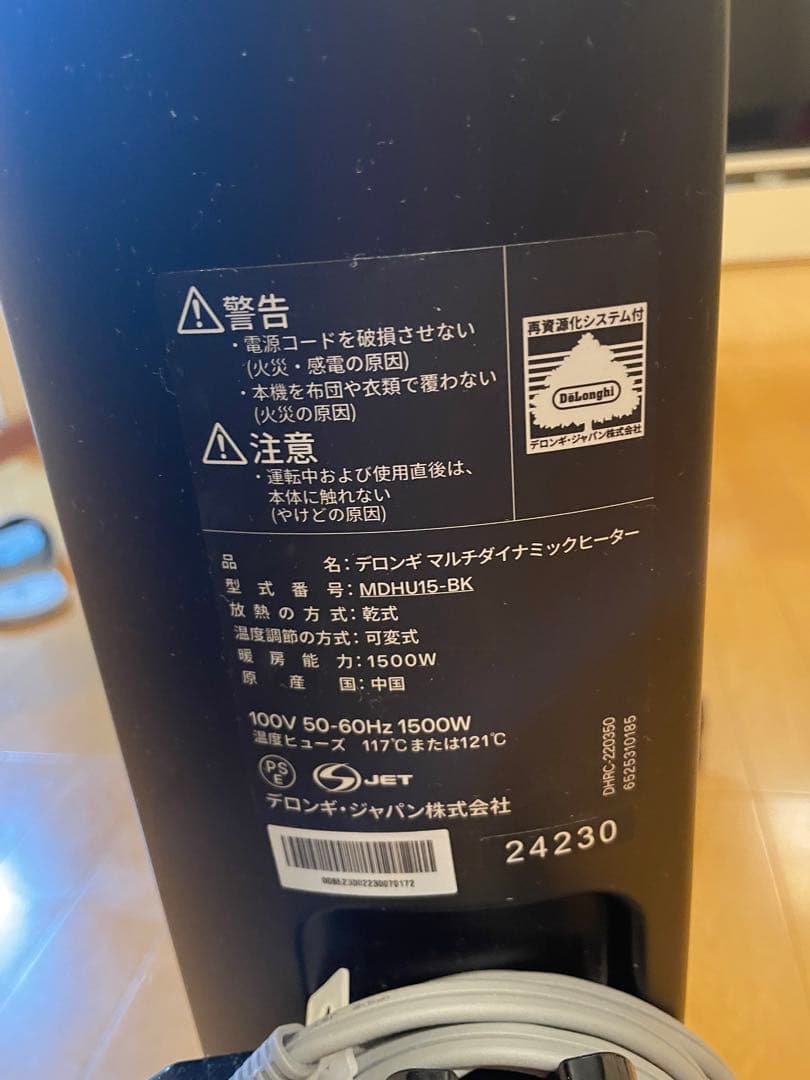 警告
・電源コードを破損させない
(火災・感電の原因)
・本機を布団や衣類で覆わない
(火災の原因)
注意
・運転中および使用直後は、
本体に触れない
(やけどの原因)
再資源化システム付
DeLonghi
デロンギ・ジャパン株式会社
品名:デロンギ マルチダイナミックヒーター
型式番号:MDHU15-BK
放熱の方式:乾式
温度調節の方式:可変式
暖房能力:1500W
原産国:中国
100V 50-60Hz 1500W
温度ヒューズ 117℃または121℃
PSE
JET
デロンギ・ジャパン株式会社
DHRC-220350
6525310185
24230